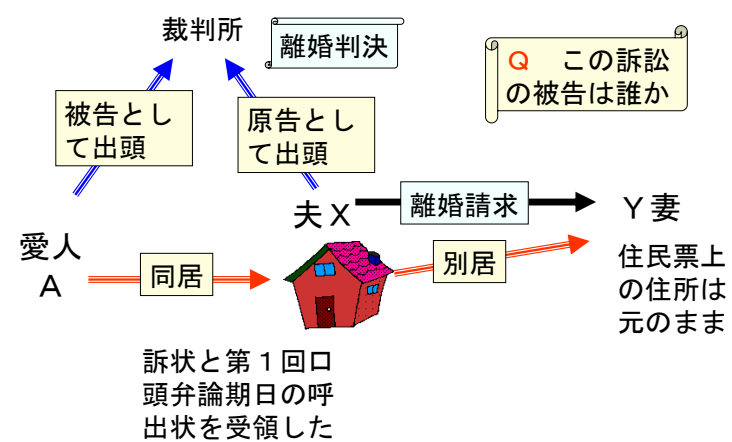 裁判所
離婚判決
Q　この訴訟
の被告は誰か
被告とし
て出頭
原告とし
て出頭
夫X
離婚請求
Y妻
愛人
A
同居
別居
住民票上
の住所は
元のまま
訴状と第１回口
頭弁論期日の呼
出状を受領した